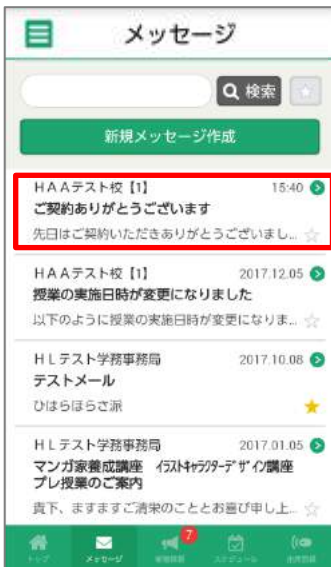 メッセージ
検索
新規メッセージ作成
HAAテスト校【1】 15:40
ご契約ありがとうございます
先日はご契約いただきありがとうございまし...
HAAテスト校【1】 2017.12.05
授業の実施日時が変更になりました
以下のように授業の実施日時が変更になりま...
HLテスト学務事務局 2017.10.08
テストメール
ひはらほらさ派
HLテスト学務事務局 2017.01.05
マンガ家養成講座 イラストキャラクターデザイン講座
プレ授業のご案内
貴下、ますますご清栄のこととお喜び申し上...
7
トップ メッセージ スケジュール